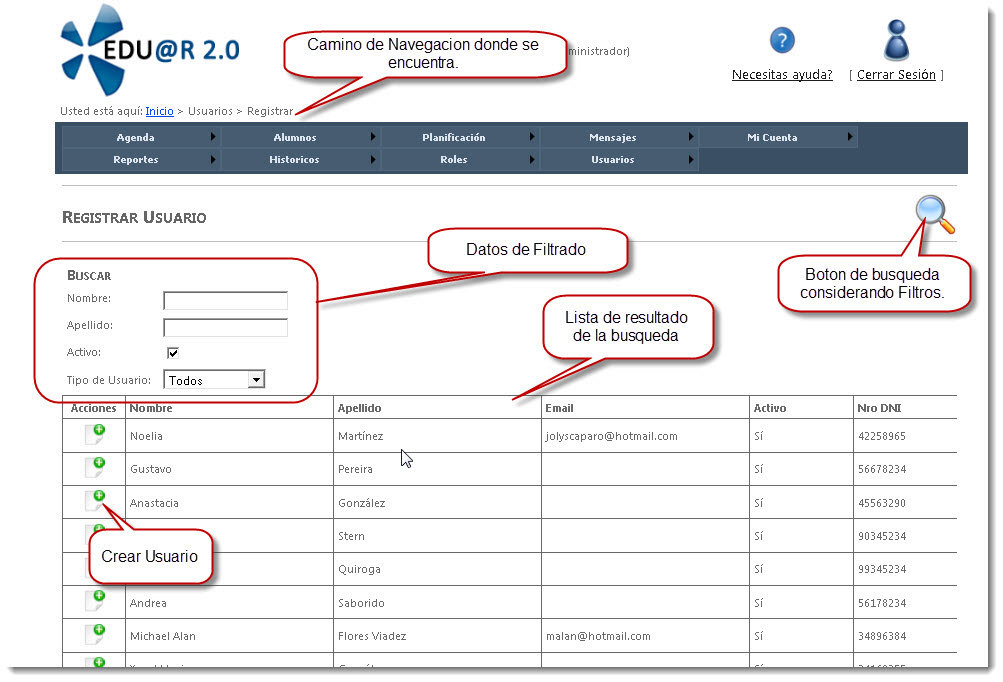 EDU@R 2.0
Camino de Navegacion donde se
encuentra.
ministrador)
Necesitas ayuda?
[ Cerrar Sesión ]
Usted está aquí: Inicio > Usuarios > Registrar
Agenda Alumnos Planificación Mensajes Mi Cuenta
Reportes Historicos Roles Usuarios
REGISTRAR USUARIO
Datos de Filtrado
Boton de busqueda
considerando Filtros.
BUSCAR
Nombre:
Apellido:
Activo:
Tipo de Usuario: Todos
Lista de resultado
de la busqueda
Acciones Nombre Apellido Email Activo Nro DNI
Noelia Martínez jolyscaparo@hotmail.com Sí 42258965
Gustavo Pereira Sí 56678234
Anastacia González Sí 45563290
Stern Sí 90345234
Crear Usuario
Quiroga Sí 99345234
Andrea Saborido Sí 56178234
Michael Alan Flores Viadez malan@hotmail.com Sí 34896384